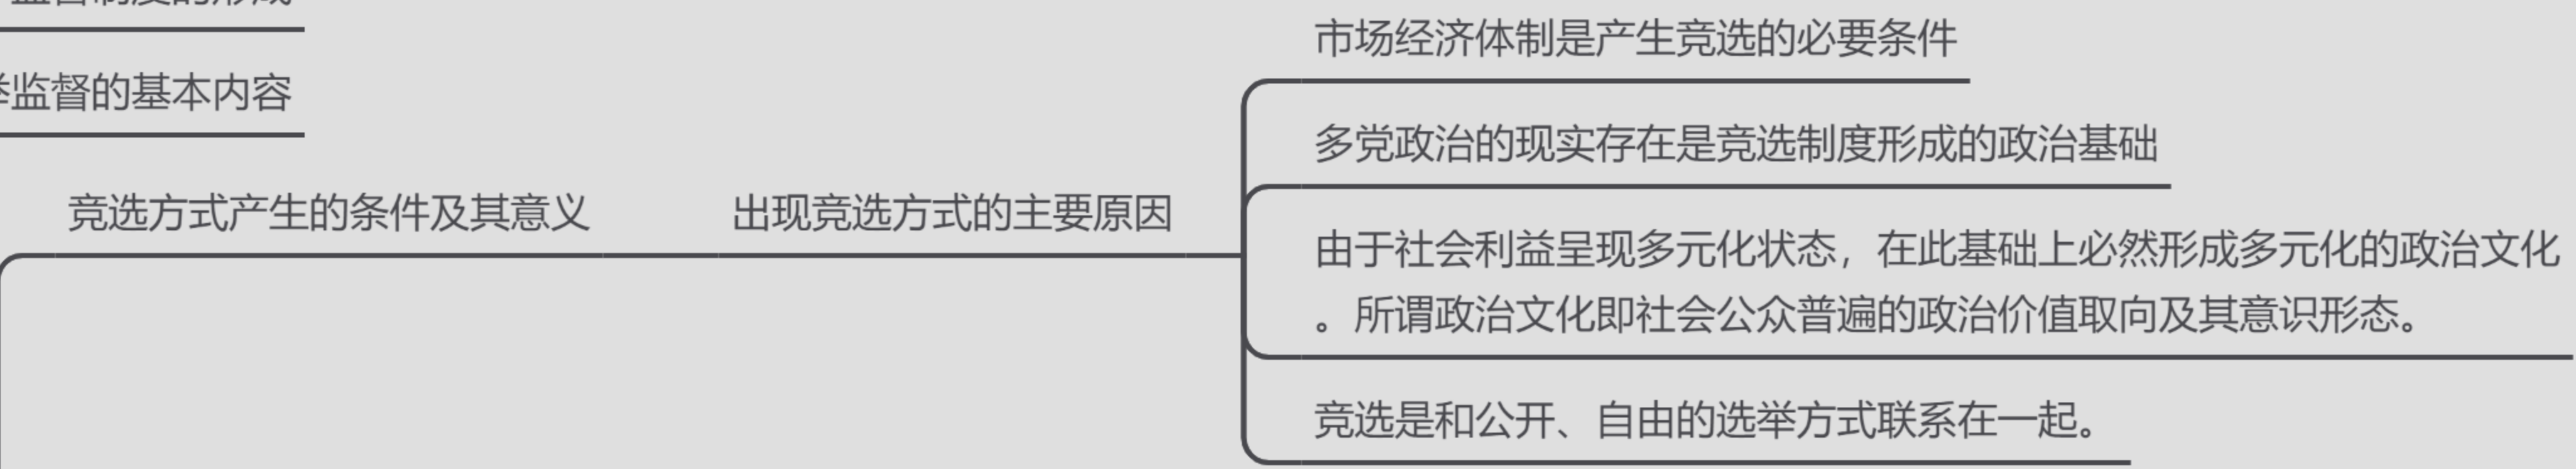 监督制度的形成
监督的基本内容
竞选方式产生的条件及其意义
出现竞选方式的主要原因
市场经济体制是产生竞选的必要条件
多党政治的现实存在是竞选制度形成的政治基础
由于社会利益呈现多元化状态，在此基础上必然形成多元化的政治文化
。所谓政治文化即社会公众普遍的政治价值取向及其意识形态。
竞选是和公开、自由的选举方式联系在一起。